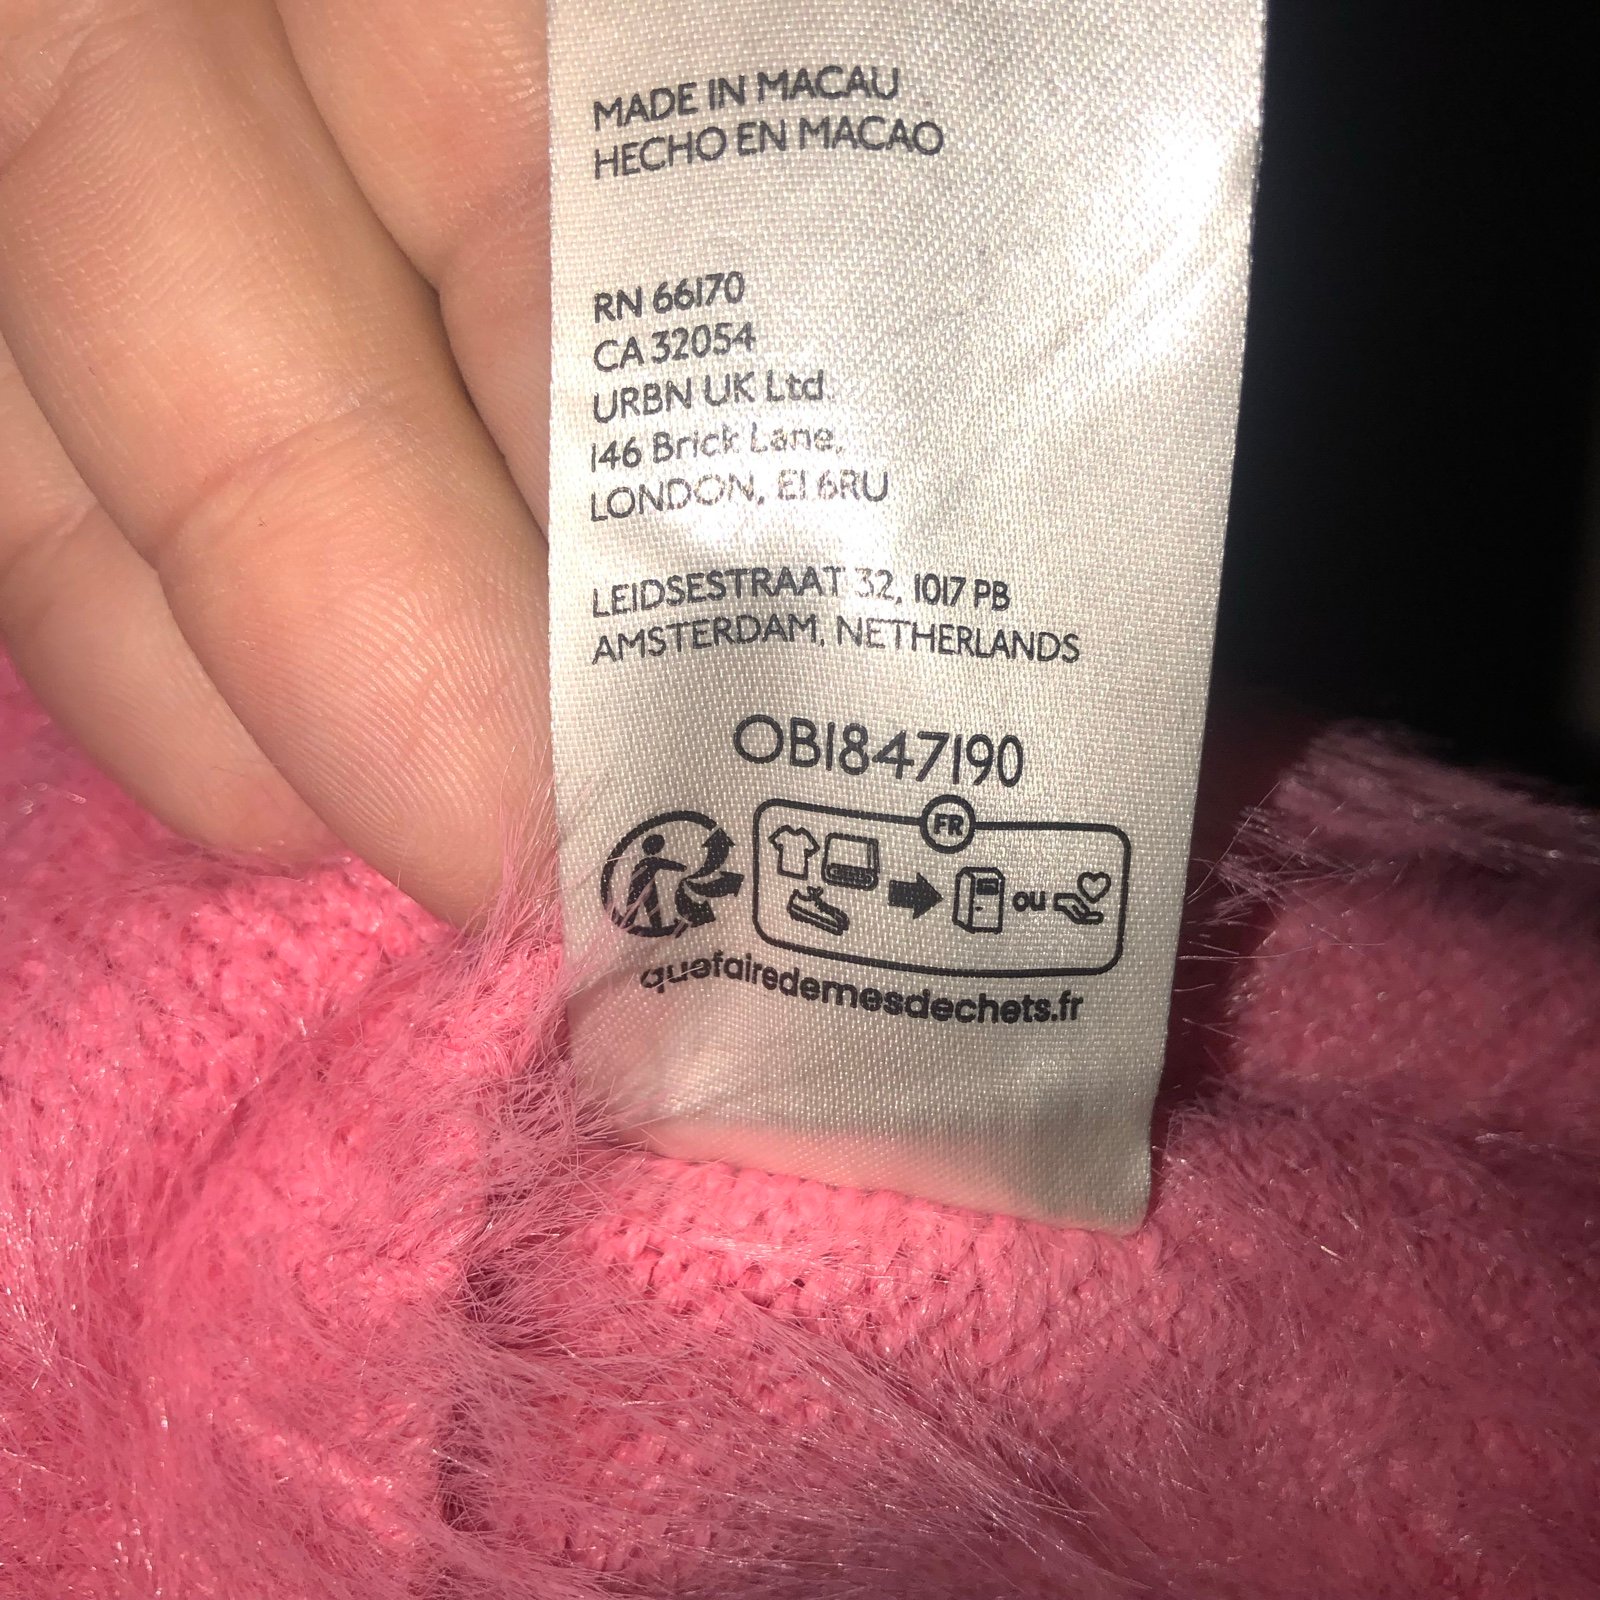 MADE IN MACAU
HECHO EN MACAO
RN 66170
CA 32054
URBN UK Ltd.
146 Brick Lane,
LONDON, E1 6RU
LEIDSESTRAAT 32, 1017 PB
AMSTERDAM, NETHERLANDS
OB1847190
FR
ou
quefairedemesdechets.fr